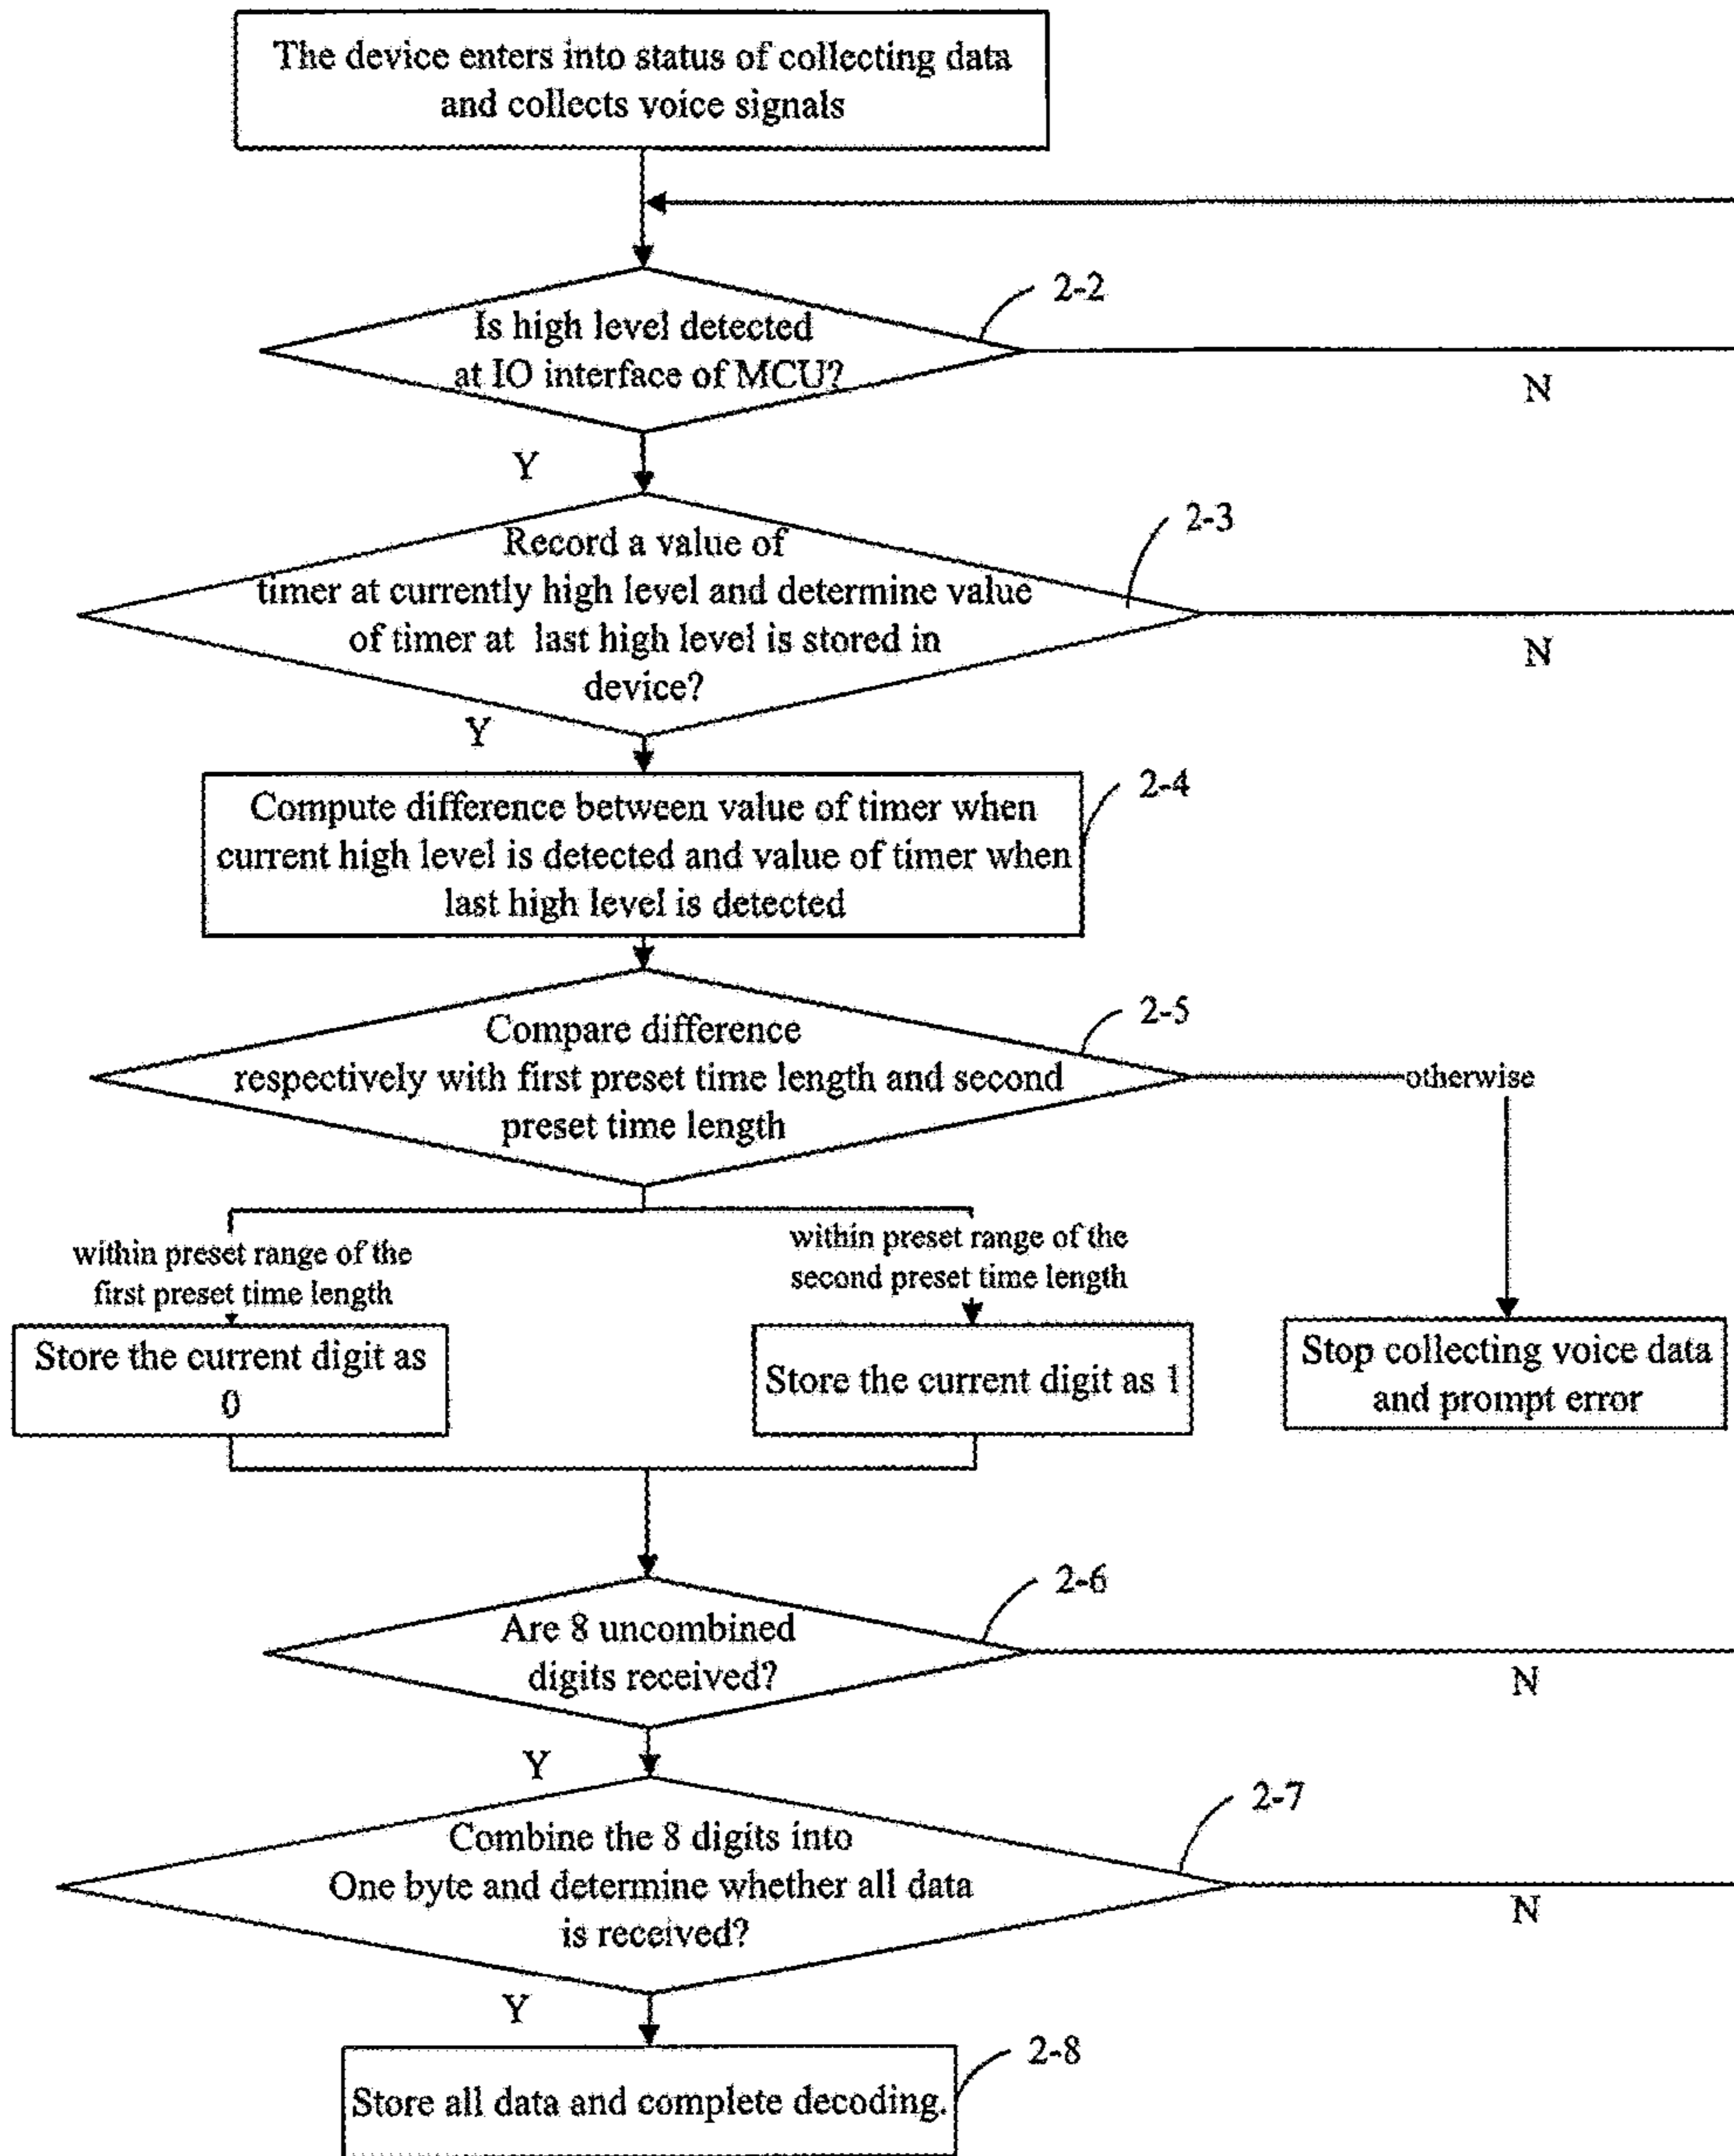 The device enters into status of collecting data
and collects voice signals
2-2
Is high level detected
at IO interface of MCU?
N
Y
2-3
Record a value of
timer at currently high level and determine value
of timer at last high level is stored in
device?
N
Y
2-4
Compute difference between value of timer when
current high level is detected and value of timer when
last high level is detected
2-5
Compare difference
respectively with first preset time length and second
preset time length
otherwise
within preset range of the
first preset time length
within preset range of the
second preset time length
Store the current digit as
0
Store the current digit as 1
Stop collecting voice data
and prompt error
2-6
Are 8 uncombined
digits received?
N
Y
2-7
Combine the 8 digits into
One byte and determine whether all data
is received?
N
Y
2-8
Store all data and complete decoding.